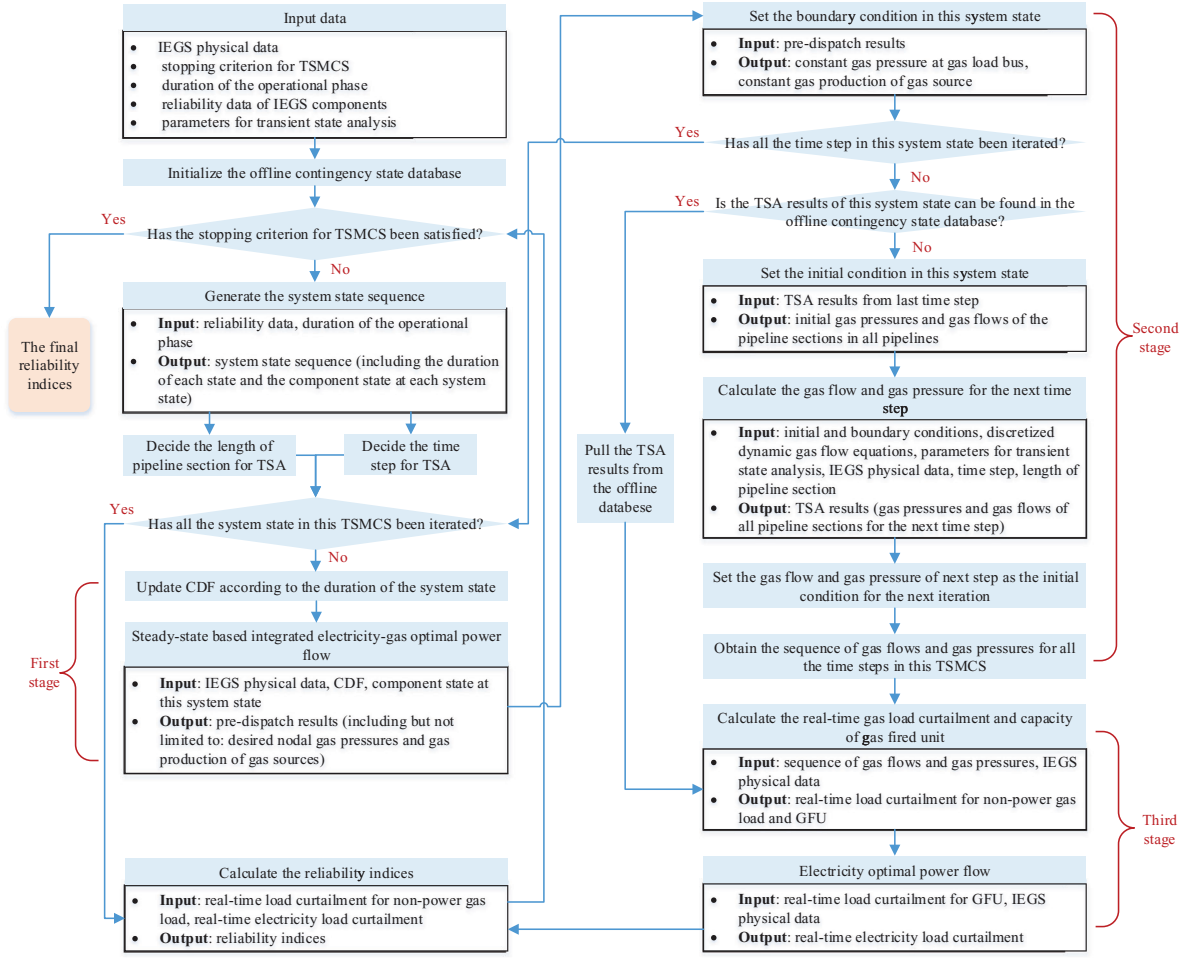 Input data
• IEGS physical data
• stopping criterion for TSMCS
• duration of the operational phase
• reliability data of IEGS components
• parameters for transient state analysis
Initialize the offline contingency state database
Yes
Has the stopping criterion for TSMCS been satisfied?
No
The final
reliability
indices
Generate the system state sequence
• Input: reliability data, duration of the operational
phase
• Output: system state sequence (including the duration
of each state and the component state at each system
state)
Decide the length of
pipeline section for TSA
Decide the time
step for TSA
Yes
Has all the system state in this TSMCS been iterated?
No
First
stage
Update CDF according to the duration of the system state
Steady-state based integrated electricity-gas optimal power
flow
• Input: IEGS physical data, CDF, component state at
this system state
• Output: pre-dispatch results (including but not
limited to: desired nodal gas pressures and gas
production of gas sources)
Calculate the reliability indices
• Input: real-time load curtailment for non-power gas
load, real-time electricity load curtailment
• Output: reliability indices
Set the boundary condition in this system state
• Input: pre-dispatch results
• Output: constant gas pressure at gas load bus,
constant gas production of gas source
Yes
Has all the time step in this system state been iterated?
No
Yes
Is the TSA results of this system state can be found in the
offline contingency state database?
No
Set the initial condition in this system state
• Input: TSA results from last time step
• Output: initial gas pressures and gas flows of the
pipeline sections in all pipelines
Second
stage
Calculate the gas flow and gas pressure for the next time
step
• Input: initial and boundary conditions, discretized
dynamic gas flow equations, parameters for transient
state analysis, IEGS physical data, time step, length of
pipeline section
• Output: TSA results (gas pressures and gas flows of
all pipeline sections for the next time step)
Pull the TSA
results from
the offline
databese
Set the gas flow and gas pressure of next step as the initial
condition for the next iteration
Obtain the sequence of gas flows and gas pressures for all
the time steps in this TSMCS
Calculate the real-time gas load curtailment and capacity
of gas fired unit
• Input: sequence of gas flows and gas pressures, IEGS
physical data
• Output: real-time load curtailment for non-power gas
load and GFU
Third
stage
Electricity optimal power flow
• Input: real-time load curtailment for GFU, IEGS
physical data
• Output: real-time electricity load curtailment